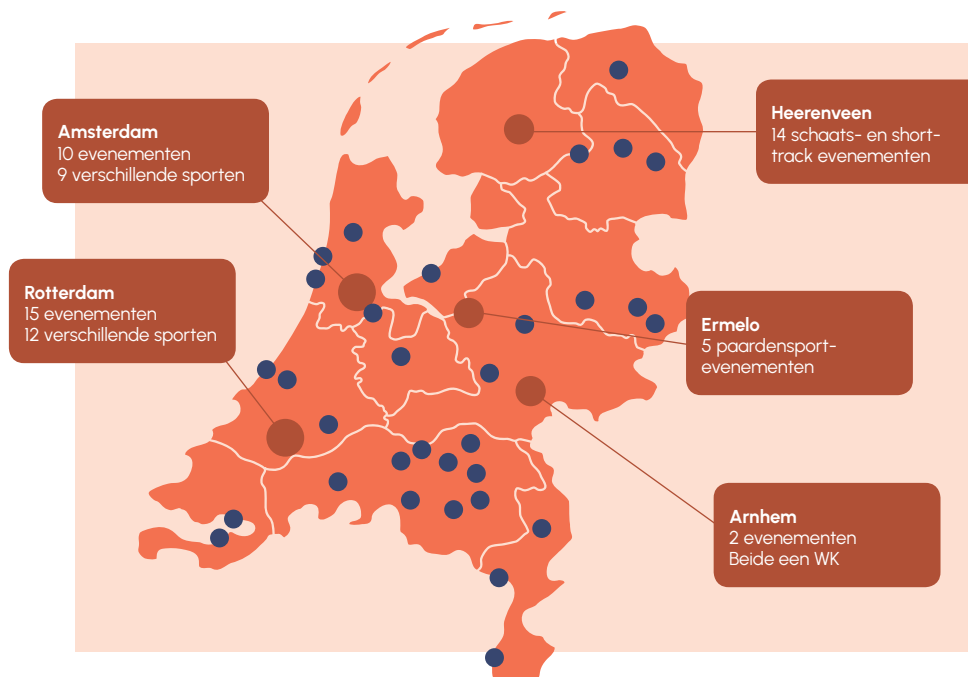 Amsterdam
10 evenementen
9 verschillende sporten
Heerenveen
14 schaats- en short-
track evenementen
Rotterdam
15 evenementen
12 verschillende sporten
Ermelo
5 paardensport-
evenementen
Arnhem
2 evenementen
Beide een WK